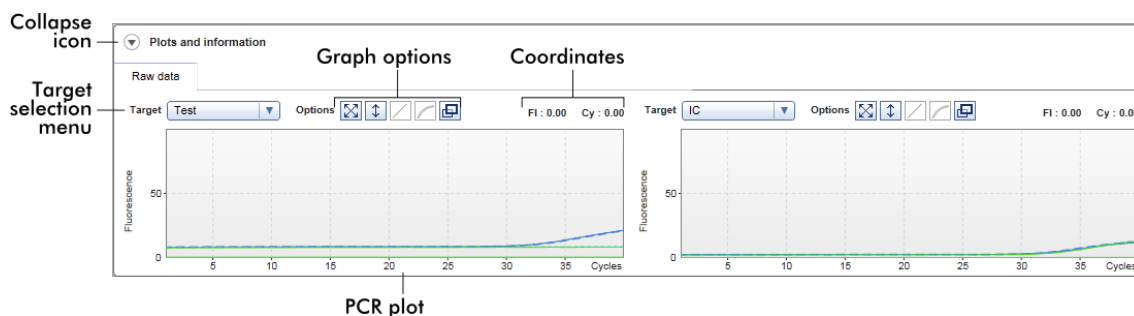 Collapse
icon
Plots and information
Graph options
Coordinates
Raw data
Target
selection
menu
Target Test Options Fl : 0.00 Cy : 0.00
Target IC Options Fl : 0.00 Cy : 0.00
Fluorescence
50
0
5 10 15 20 25 30 35 Cycles
Fluorescence
50
0
5 10 15 20 25 30 35 Cycles
PCR plot